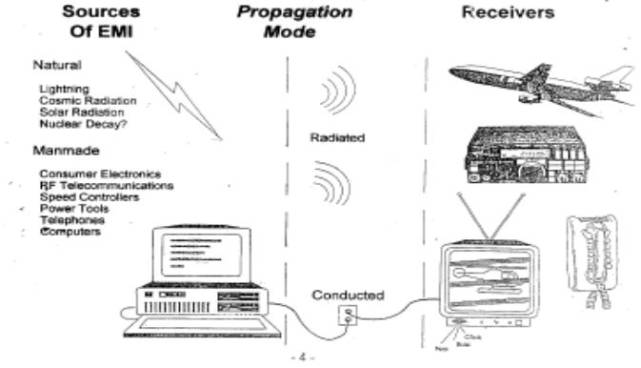 Sources
Of EMI
Propagation
Mode
Receivers
Natural
Lightning
Cosmic Radiation
Solar Radiation
Nuclear Decay?
Manmade
Consumer Electronics
RF Telecommunications
Speed Controllers
Power Tools
Telephones
Computers
Radiated
Conducted
Click
- 4 -